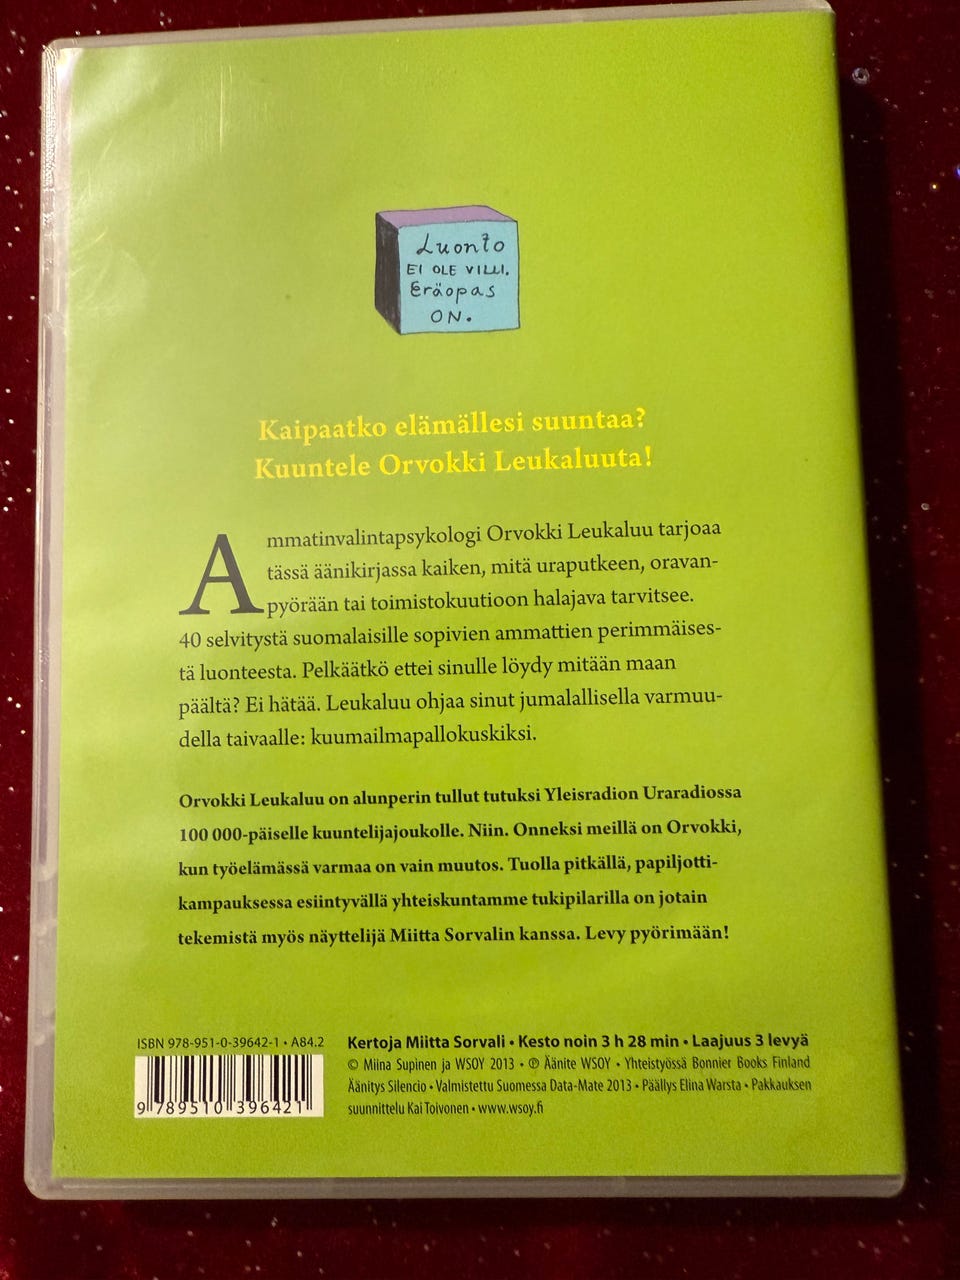 Luonto
EI OLE VILLI.
Eräopas
ON.
Kaipaatko elämällesi suuntaa?
Kuuntele Orvokki Leukaluuta!
Ammatinvalintapsykologi Orvokki Leukaluu tarjoaa
tässä äänikirjassa kaiken, mitä uraputkeen, oravan-
pyörään tai toimistokuutioon halajava tarvitsee.
40 selvitystä suomalaisille sopivien ammattien perimmäises-
tä luonteesta. Pelkäätkö ettei sinulle löydy mitään maan
päältä? Ei hätää. Leukaluu ohjaa sinut jumalallisella varmuu-
della taivaalle: kuumailmapallokuskiksi.
Orvokki Leukaluu on alunperin tullut tutuksi Yleisradion Uraradiossa
100 000-päiselle kuuntelijajoukolle. Niin. Onneksi meillä on Orvokki,
kun työelämässä varmaa on vain muutos. Tuolla pitkällä, papiljotti-
kampauksessa esiintyvällä yhteiskuntamme tukipilarilla on jotain
tekemistä myös näyttelijä Miitta Sorvalin kanssa. Levy pyörimään!
ISBN 978-951-0-39642-1 • A84.2
9 789510 396421
Kertoja Miitta Sorvali • Kesto noin 3 h 28 min • Laajuus 3 levyä
© Miina Supinen ja WSOY 2013 • ℗ Äänite WSOY • Yhteistyössä Bonnier Books Finland
Äänitys Silencio • Valmistettu Suomessa Data-Mate 2013 • Päällys Elina Warsta • Pakkauksen
suunnittelu Kai Toivonen • www.wsoy.fi